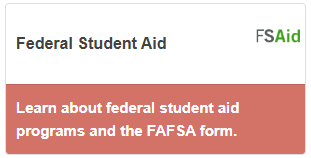 Federal Student Aid
FSAid
Learn about federal student aid
programs and the FAFSA form.